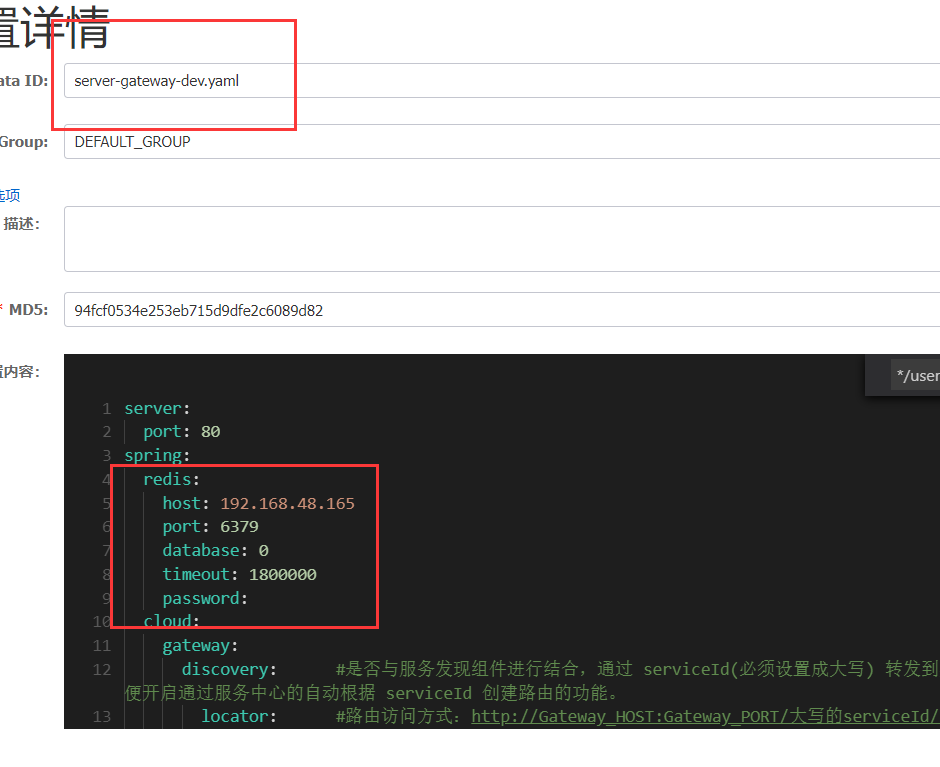 置详情
ata ID: server-gateway-dev.yaml
Group: DEFAULT_GROUP
选项
描述:
* MD5: 94fcf0534e253eb715d9dfe2c6089d82
置内容:
*/user
1 server:
2 port: 80
3 spring:
4 redis:
5 host: 192.168.48.165
6 port: 6379
7 database: 0
8 timeout: 1800000
9 password:
10 cloud:
11 gateway:
12 discovery: #是否与服务发现组件进行结合，通过 serviceId(必须设置成大写) 转发到
便开启通过服务中心的自动根据 serviceId 创建路由的功能。
13 locator: #路由访问方式：http://Gateway_HOST:Gateway_PORT/大写的serviceId/